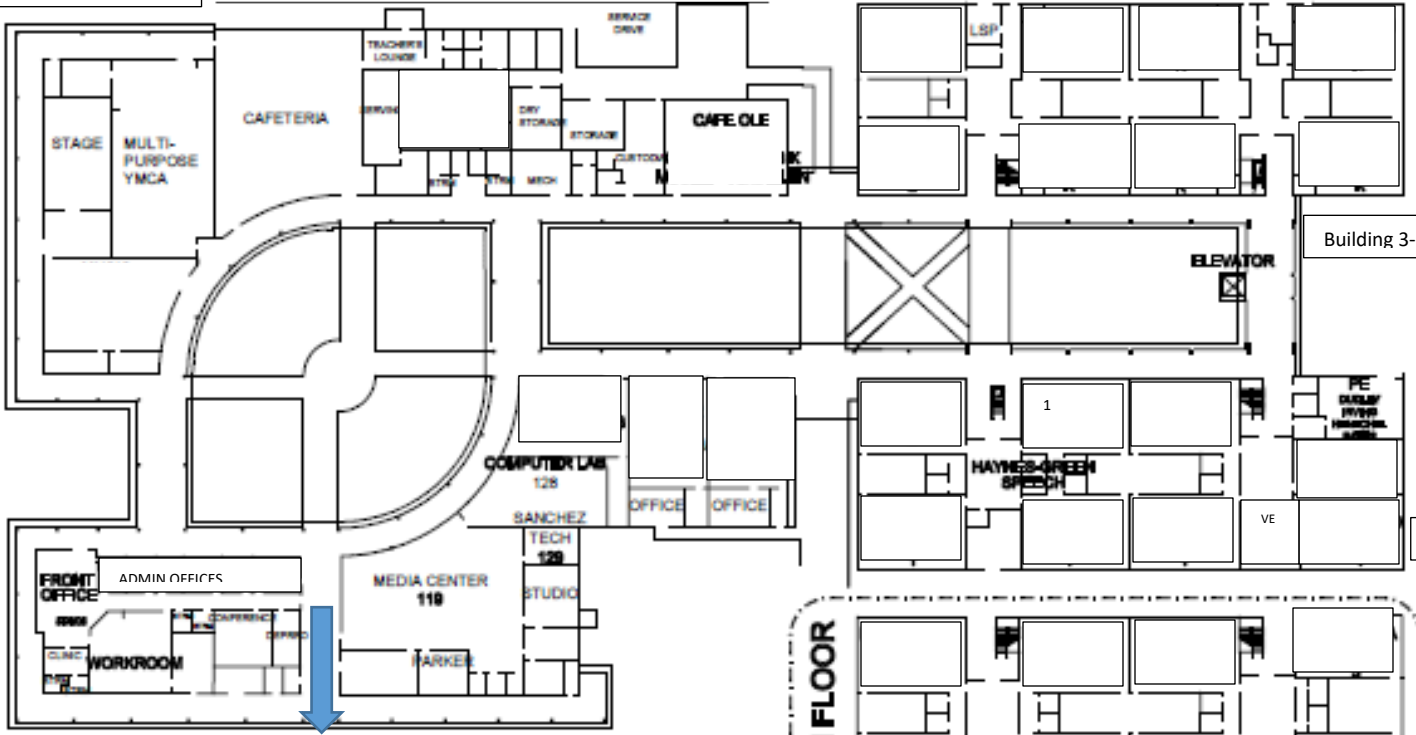 SERVICE
DRIVE
LSP
TEACHER'S
LOUNGE
CAFETERIA
DRY
STORAGE
STORAGE
CAFE. OLE
STAGE
MULTI-
PURPOSE
YMCA
MECH
Building 3-
ELEVATOR
1
PE
COMPUTER LAB
128
HAYNES-GREEN
SPEECH
OFFICE
OFFICE
SANCHEZ
TECH
129
VE
FRONT
OFFICE
ADMIN OFFICES
MEDIA CENTER
119
STUDIO
CONFERENCE
CLINIC
WORKROOM
PARKER
FLOOR